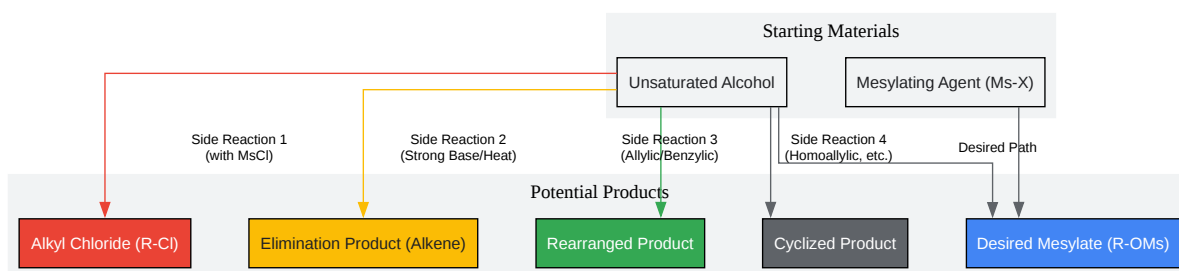 Starting Materials
Unsaturated Alcohol
Mesylating Agent (Ms-X)
Side Reaction 1
(with MsCl)
Side Reaction 2
(Strong Base/Heat)
Side Reaction 3
(Allylic/Benzylic)
Side Reaction 4
(Homoallylic, etc.)
Desired Path
Potential Products
Alkyl Chloride (R-Cl)
Elimination Product (Alkene)
Rearranged Product
Cyclized Product
Desired Mesylate (R-OMs)